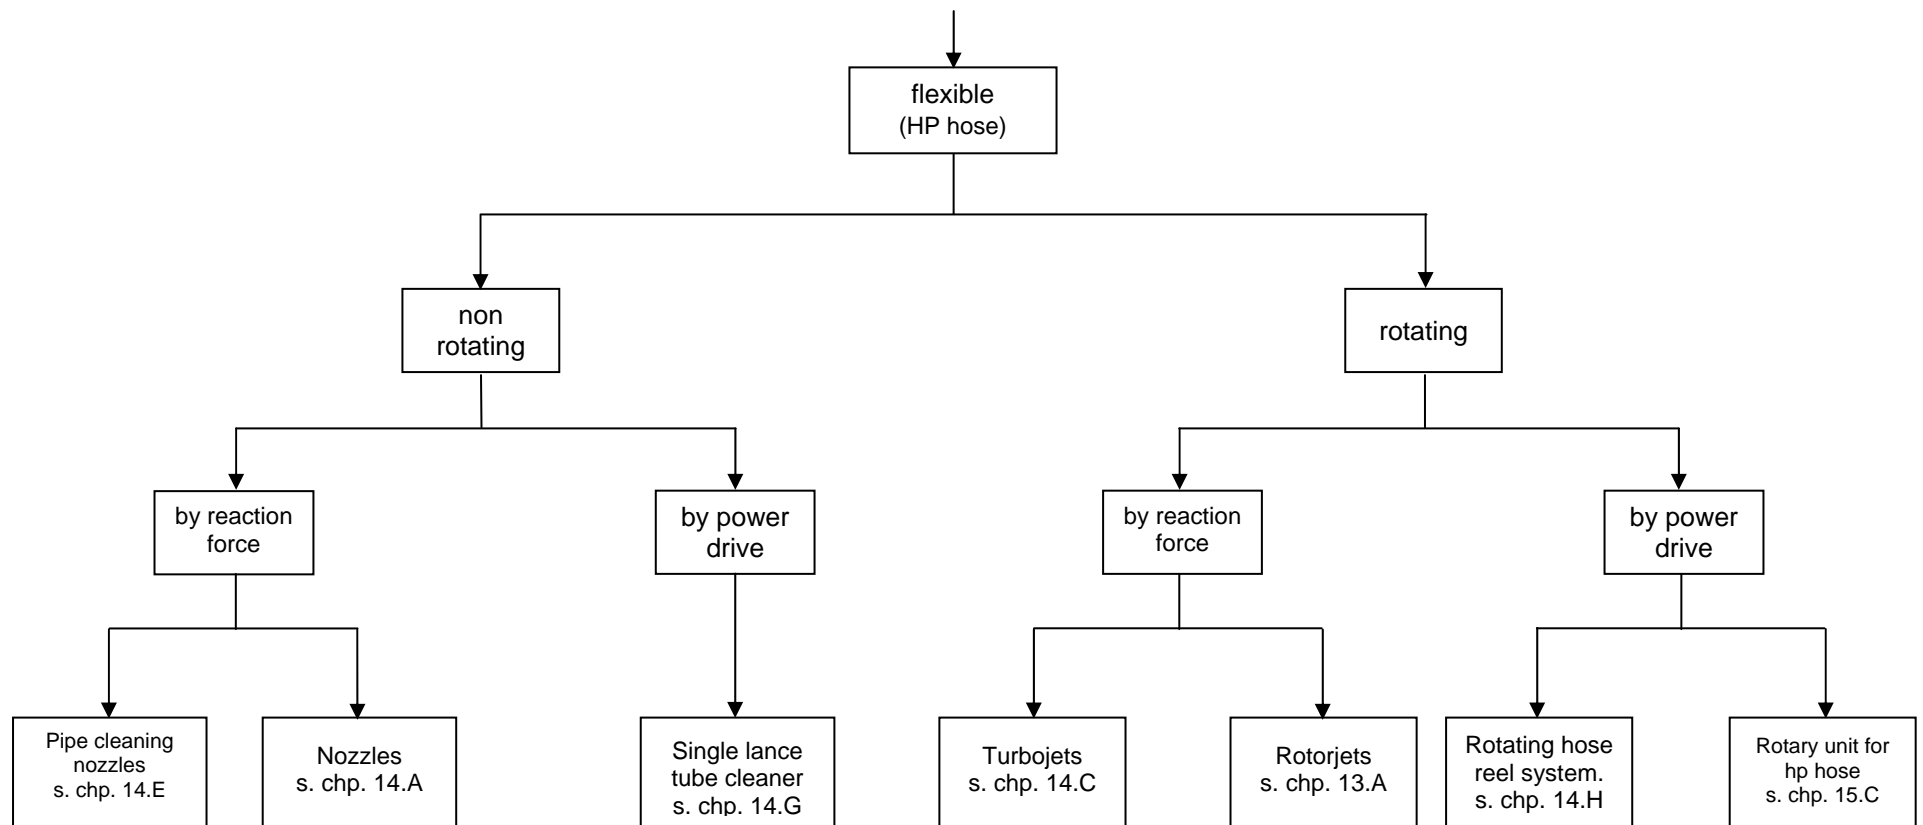 flexible
(HP hose)
non
rotating
rotating
by reaction
force
by power
drive
by reaction
force
by power
drive
Pipe cleaning
nozzles
s. chp. 14.E
Nozzles
s. chp. 14.A
Single lance
tube cleaner
s. chp. 14.G
Turbojets
s. chp. 14.C
Rotorjets
s. chp. 13.A
Rotating hose
reel system.
s. chp. 14.H
Rotary unit for
hp hose
s. chp. 15.C